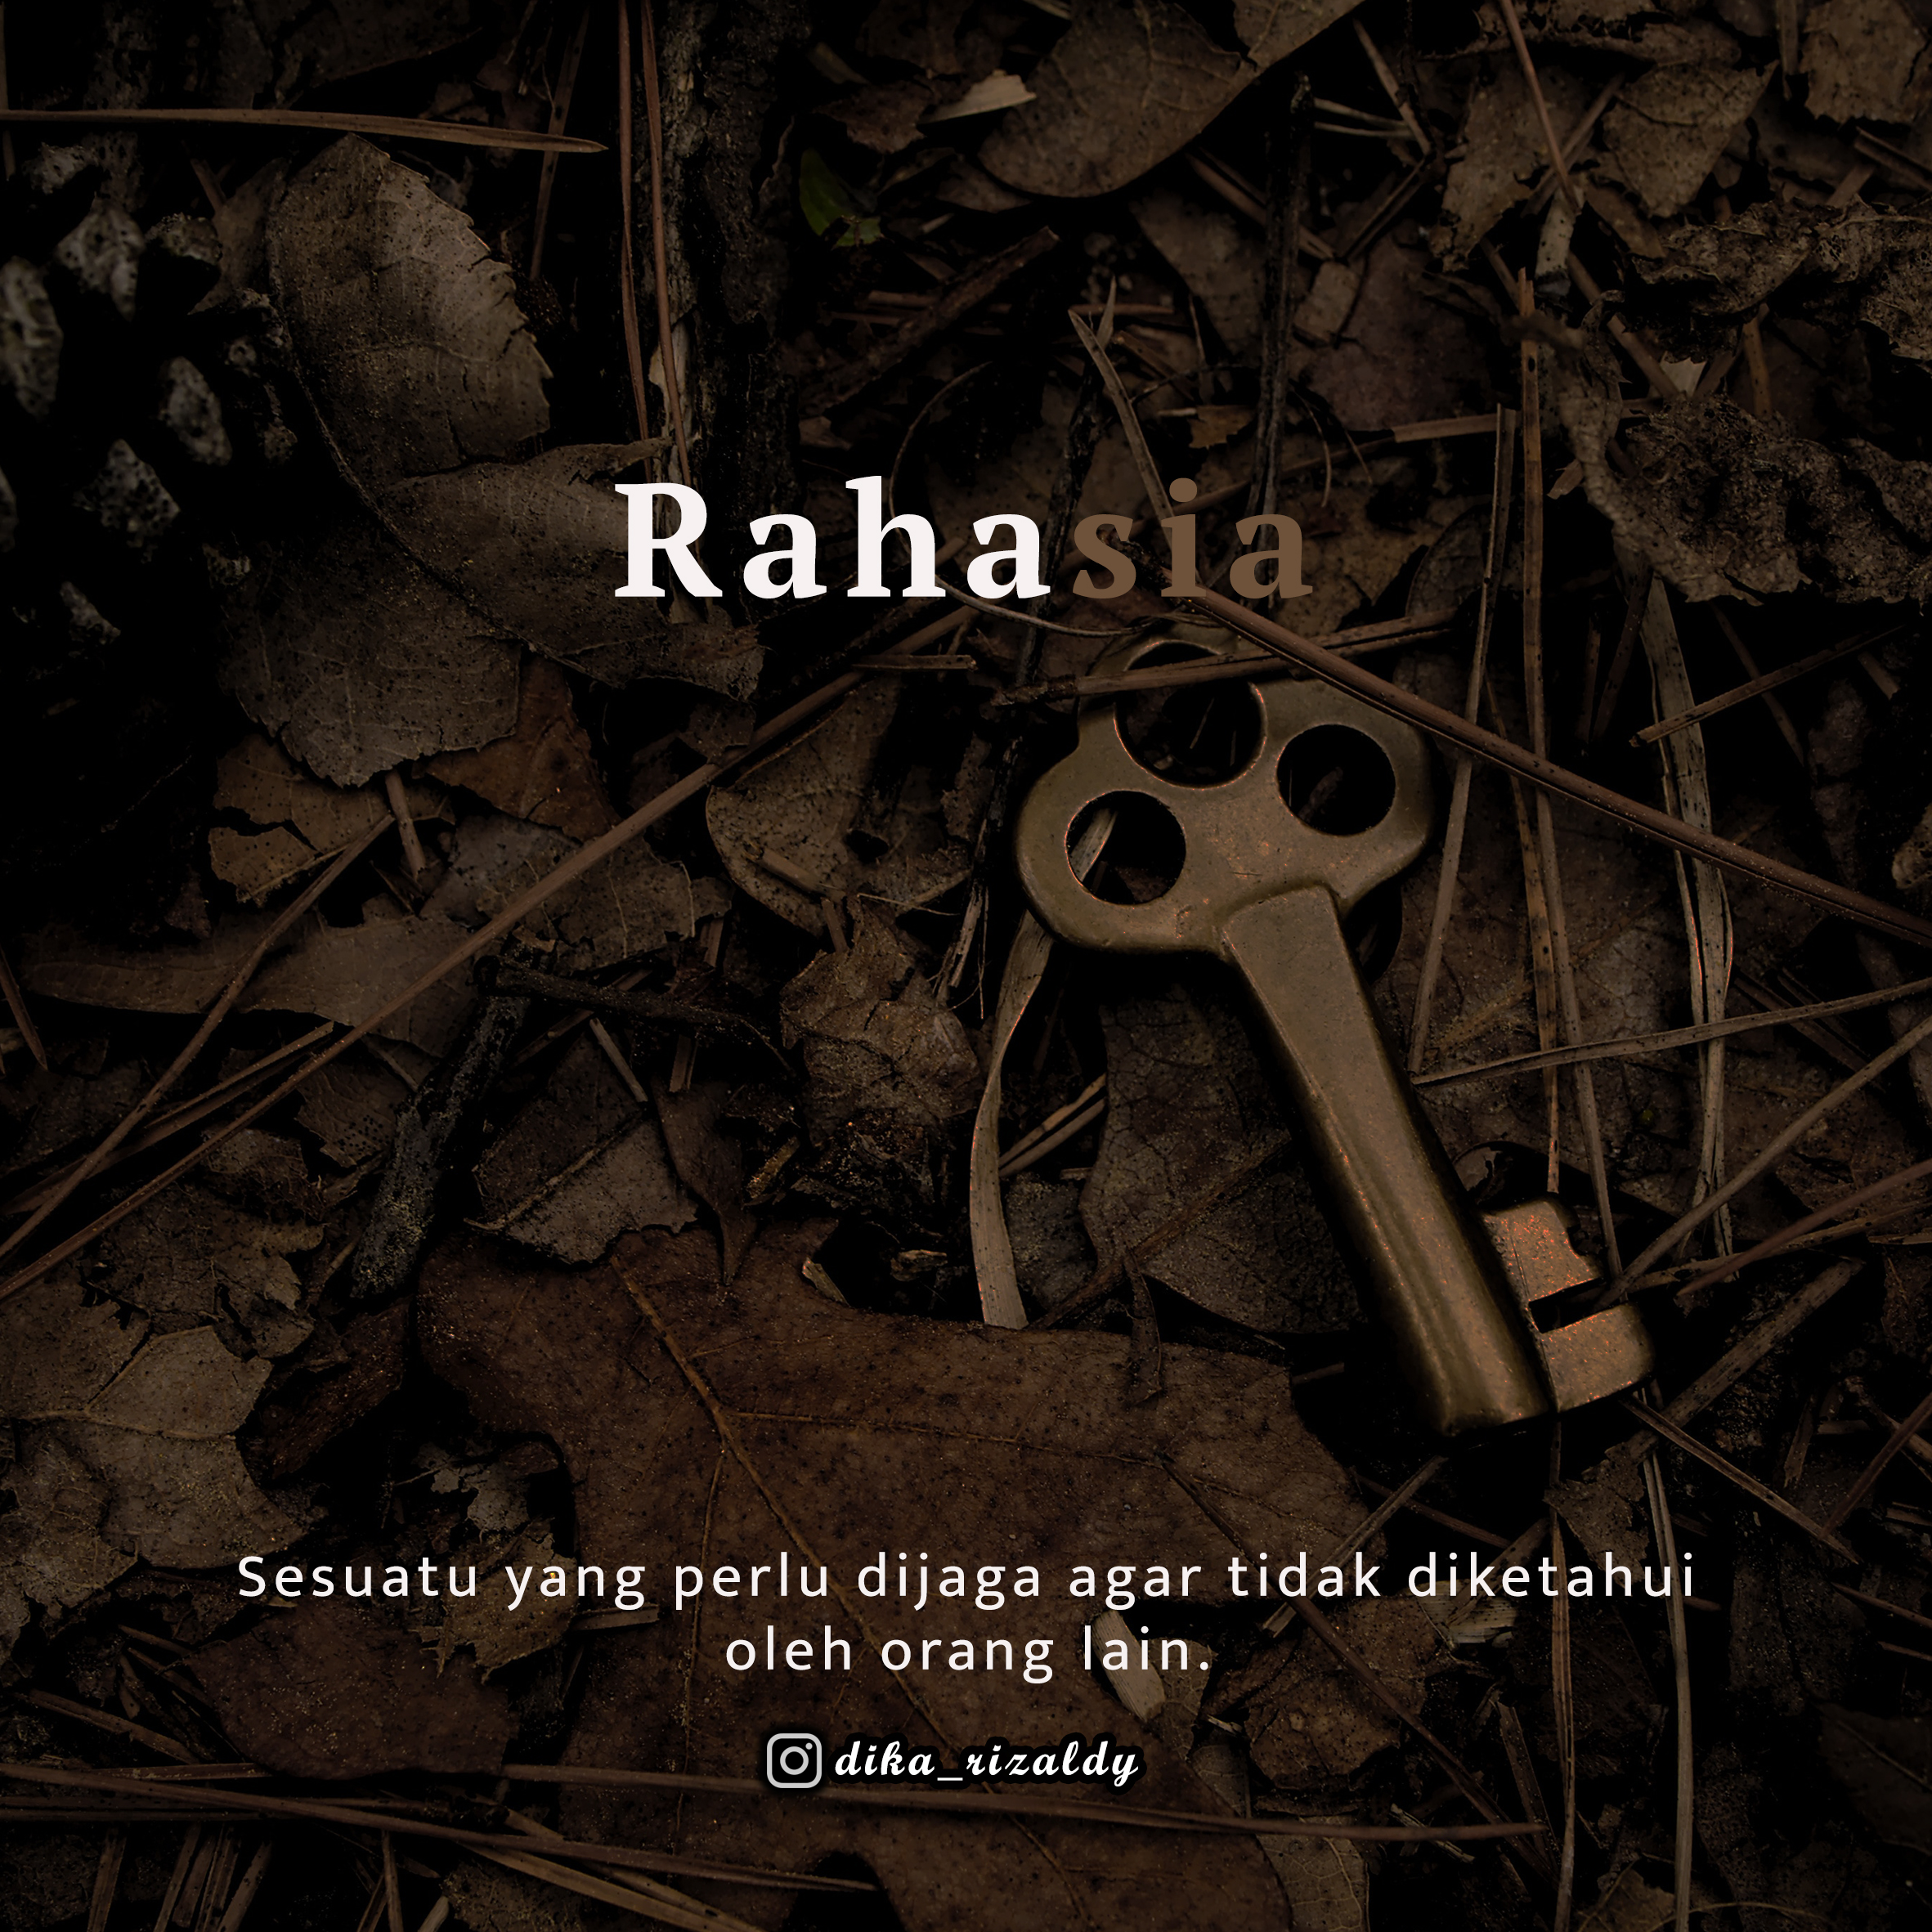 Rahasia
Sesuatu yang perlu dijaga agar tidak diketahui
oleh orang lain.
dika_rizaldy